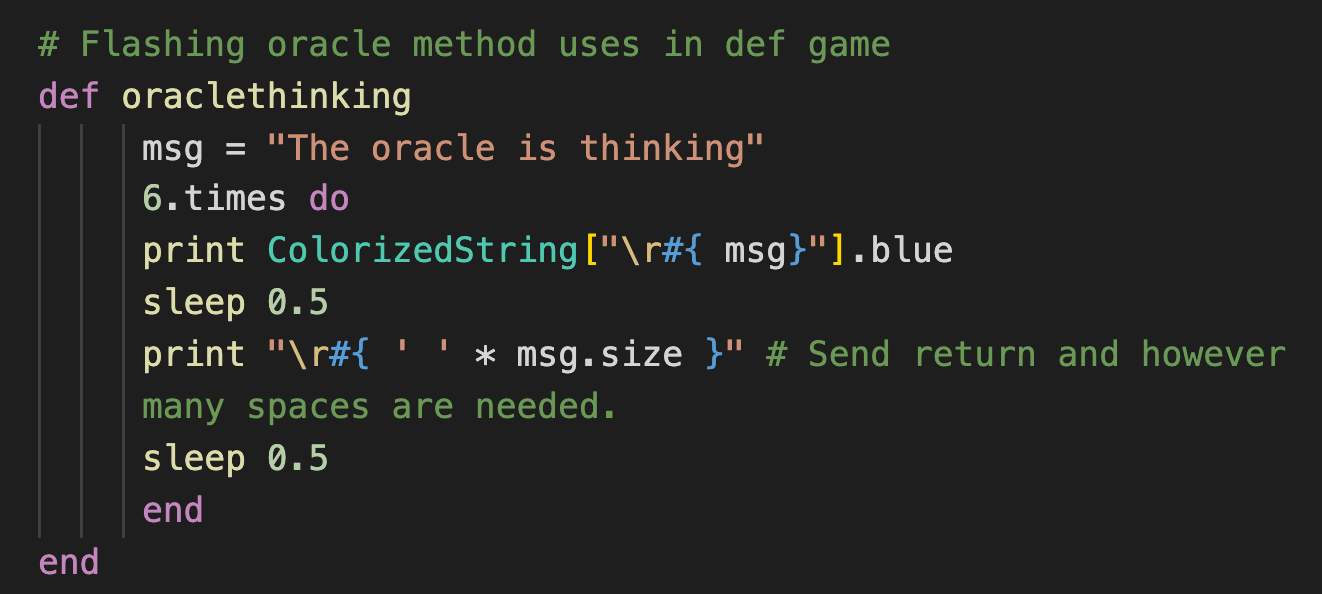 # Flashing oracle method uses in def game
def oraclethinking
msg = "The oracle is thinking"
6.times do
print ColorizedString["\r#{ msg}"].blue
sleep 0.5
print "\r#{ ' ' * msg.size }" # Send return and however
many spaces are needed.
sleep 0.5
end
end